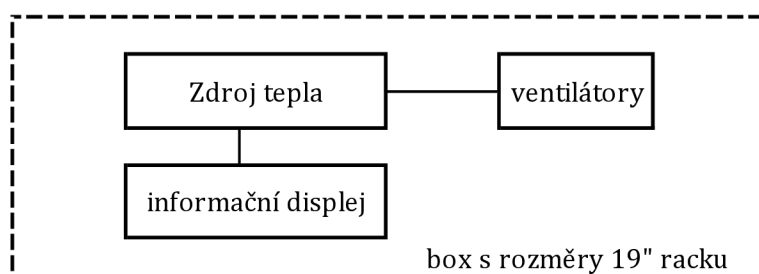 Zdroj tepla
ventilátory
informační displej
box s rozměry 19" racku